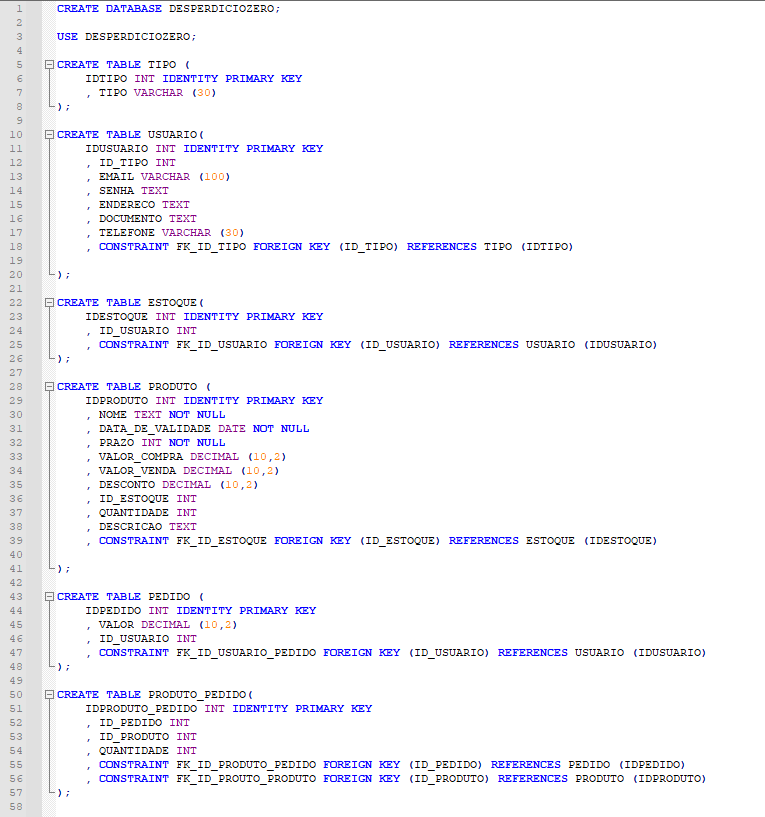 1 CREATE DATABASE DESPERDICIOZERO;
2
3 USE DESPERDICIOZERO;
4
5 CREATE TABLE TIPO (
6 IDTIPO INT IDENTITY PRIMARY KEY
7 , TIPO VARCHAR (30)
8 );
9
10 CREATE TABLE USUARIO(
11 IDUSUARIO INT IDENTITY PRIMARY KEY
12 , ID_TIPO INT
13 , EMAIL VARCHAR (100)
14 , SENHA TEXT
15 , ENDERECO TEXT
16 , DOCUMENTO TEXT
17 , TELEFONE VARCHAR (30)
18 , CONSTRAINT FK_ID_TIPO FOREIGN KEY (ID_TIPO) REFERENCES TIPO (IDTIPO)
19
20 );
21
22 CREATE TABLE ESTOQUE(
23 IDESTOQUE INT IDENTITY PRIMARY KEY
24 , ID_USUARIO INT
25 , CONSTRAINT FK_ID_USUARIO FOREIGN KEY (ID_USUARIO) REFERENCES USUARIO (IDUSUARIO)
26 );
27
28 CREATE TABLE PRODUTO (
29 IDPRODUTO INT IDENTITY PRIMARY KEY
30 , NOME TEXT NOT NULL
31 , DATA_DE_VALIDADE DATE NOT NULL
32 , PRAZO INT NOT NULL
33 , VALOR_COMPRA DECIMAL (10,2)
34 , VALOR_VENDA DECIMAL (10,2)
35 , DESCONTO DECIMAL (10,2)
36 , ID_ESTOQUE INT
37 , QUANTIDADE INT
38 , DESCRICAO TEXT
39 , CONSTRAINT FK_ID_ESTOQUE FOREIGN KEY (ID_ESTOQUE) REFERENCES ESTOQUE (IDESTOQUE)
40
41 );
42
43 CREATE TABLE PEDIDO (
44 IDPEDIDO INT IDENTITY PRIMARY KEY
45 , VALOR DECIMAL (10,2)
46 , ID_USUARIO INT
47 , CONSTRAINT FK_ID_USUARIO_PEDIDO FOREIGN KEY (ID_USUARIO) REFERENCES USUARIO (IDUSUARIO)
48 );
49
50 CREATE TABLE PRODUTO_PEDIDO(
51 IDPRODUTO_PEDIDO INT IDENTITY PRIMARY KEY
52 , ID_PEDIDO INT
53 , ID_PRODUTO INT
54 , QUANTIDADE INT
55 , CONSTRAINT FK_ID_PRODUTO_PEDIDO FOREIGN KEY (ID_PEDIDO) REFERENCES PEDIDO (IDPEDIDO)
56 , CONSTRAINT FK_ID_PROUTO_PRODUTO FOREIGN KEY (ID_PRODUTO) REFERENCES PRODUTO (IDPRODUTO)
57 );
58